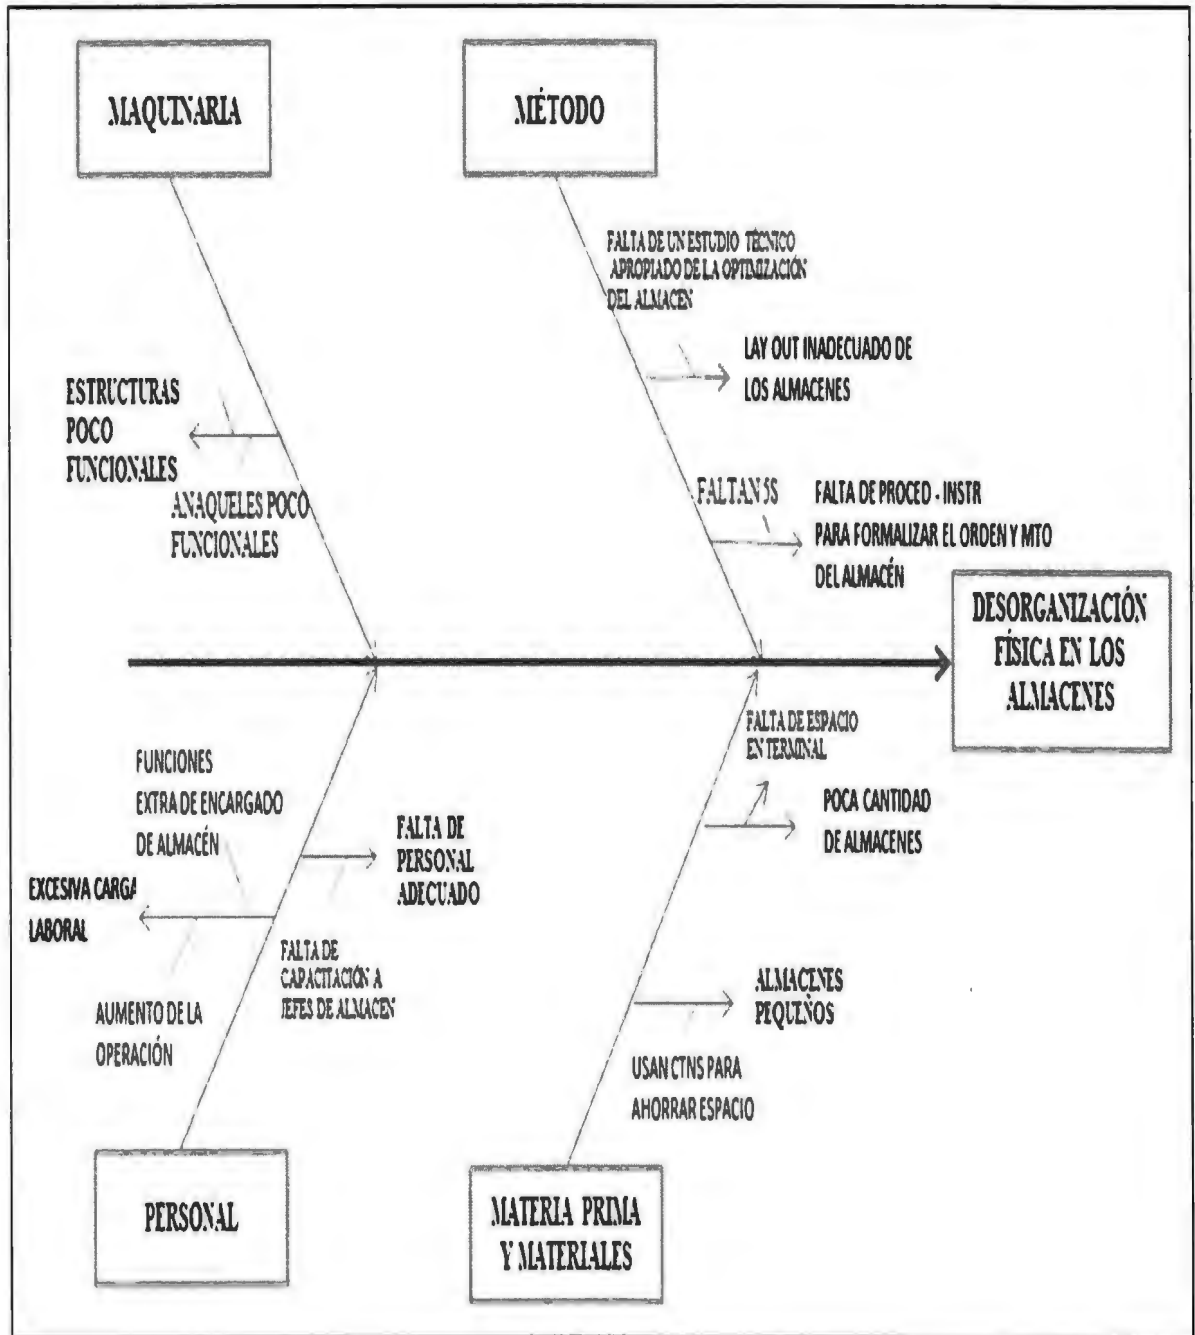 MAQUINARIA
MÉTODO
FALTA DE UN ESTUDIO TÉCNICO
APROPIADO DE LA OPTIMIZACIÓN
DEL ALMACEN
LAY OUT INADECUADO DE
LOS ALMACENES
ESTRUCTURAS
POCO
FUNCIONALES
ANAQUELES POCO
FUNCIONALES
FALTAN 5S
FALTA DE PROCED - INSTR
PARA FORMALIZAR EL ORDEN Y MTO
DEL ALMACÉN
DESORGANIZACIÓN
FÍSICA EN LOS
ALMACENES
FALTA DE ESPACIO
EN TERMINAL
POCA CANTIDAD
DE ALMACENES
FUNCIONES
EXTRA DE ENCARGADO
DE ALMACÉN
FALTA DE
PERSONAL
ADECUADO
EXCESIVA CARGA
LABORAL
FALTA DE
CAPACITACIÓN A
JEFES DE ALMACEN
AUMENTO DE LA
OPERACIÓN
ALMACENES
PEQUEÑOS
USAN CTNS PARA
AHORRAR ESPACIO
PERSONAL
MATERIA PRIMA
Y MATERIALES